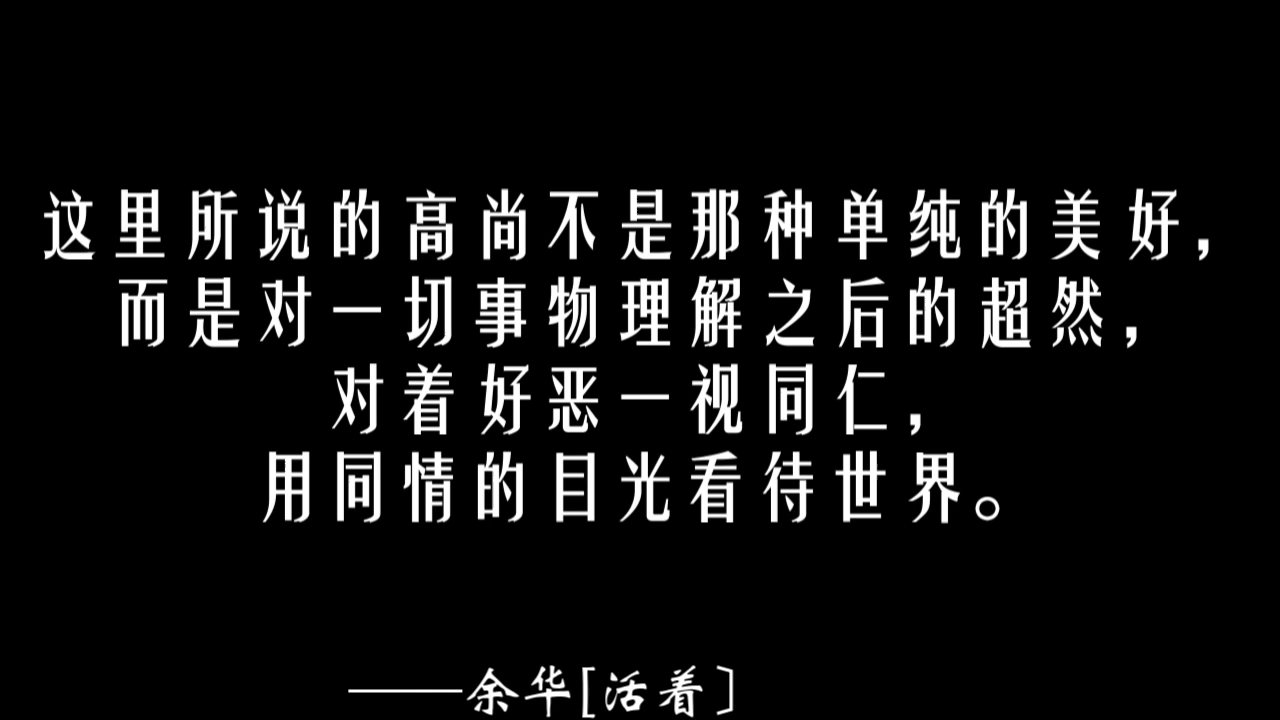 这里所说的高尚不是那种单纯的美好，
而是对一切事物理解之后的超然，
对着好恶一视同仁，
用同情的目光看待世界。
——余华[活着]